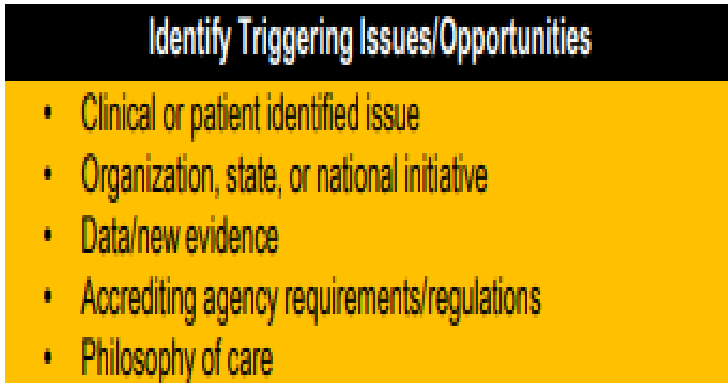 Identify Triggering Issues/Opportunities
• Clinical or patient identified issue
• Organization, state, or national initiative
• Data/new evidence
• Accrediting agency requirements/regulations
• Philosophy of care